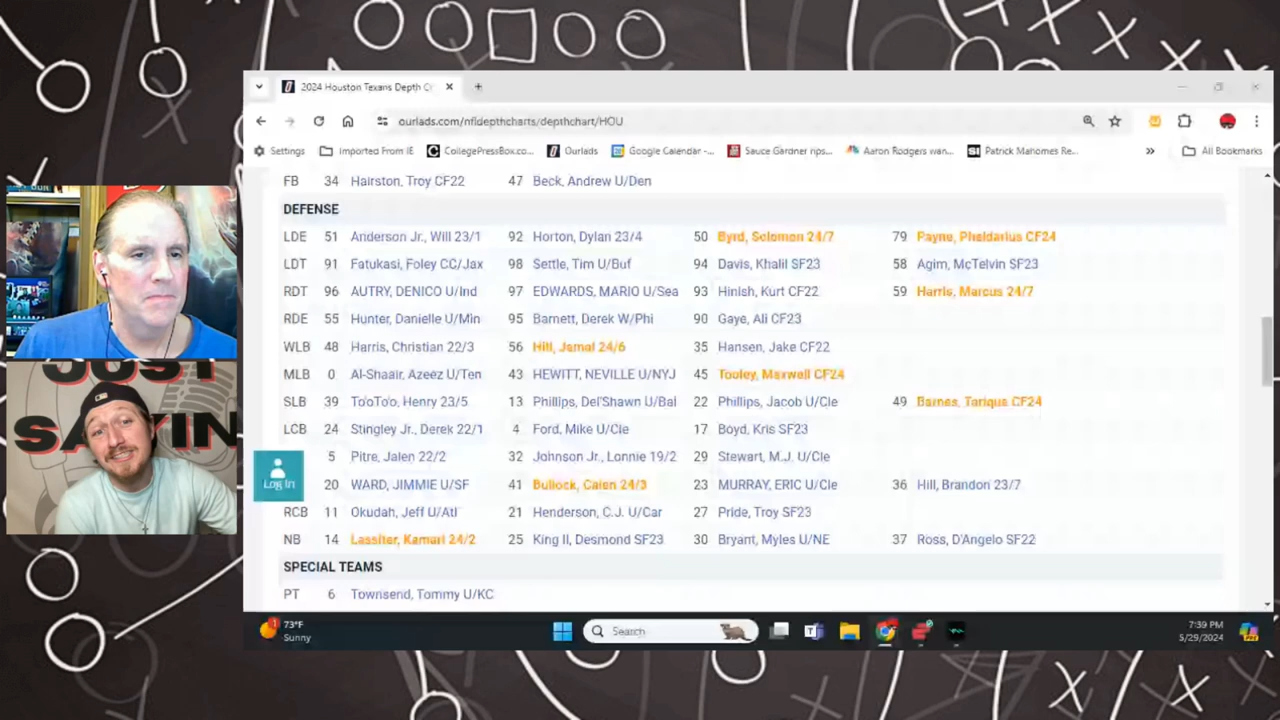 2024 Houston Texans Depth C
ourlads.com/nfldepthcharts/depthchart/HOU
Settings Imported From IE CollegePressBox.co... Ourlads Google Calendar -... Sauce Gardner rips... Aaron Rodgers wan... Patrick Mahomes Re... » All Bookmarks
FB 34 Hairston, Troy CF22 47 Beck, Andrew U/Den
DEFENSE
LDE 51 Anderson Jr., Will 23/1 92 Horton, Dylan 23/4 50 Byrd, Solomon 24/7 79 Payne, Pheldarius CF24
LDT 91 Fatukasi, Foley CC/Jax 98 Settle, Tim U/Buf 94 Davis, Khalil SF23 58 Agim, McTelvin SF23
RDT 96 AUTRY, DENICO U/Ind 97 EDWARDS, MARIO U/Sea 93 Hinish, Kurt CF22 59 Harris, Marcus 24/7
RDE 55 Hunter, Danielle U/Min 95 Barnett, Derek W/Phi 90 Gaye, Ali CF23
WLB 48 Harris, Christian 22/3 56 Hill, Jamal 24/6 35 Hansen, Jake CF22
MLB 0 Al-Shaair, Azeez U/Ten 43 HEWITT, NEVILLE U/NYJ 45 Tooley, Maxwell CF24
SLB 39 To'oTo'o, Henry 23/5 13 Phillips, Del'Shawn U/Bal 22 Phillips, Jacob U/Cle 49 Barnes, Tarique CF24
LCB 24 Stingley Jr., Derek 22/1 4 Ford, Mike U/Cle 17 Boyd, Kris SF23
5 Pitre, Jalen 22/2 32 Johnson Jr., Lonnie 19/2 29 Stewart, M.J. U/Cle
Log In
20 WARD, JIMMIE U/SF 41 Bullock, Calen 24/3 23 MURRAY, ERIC U/Cle 36 Hill, Brandon 23/7
RCB 11 Okudah, Jeff U/Atl 21 Henderson, C.J. U/Car 27 Pride, Troy SF23
NB 14 Lassiter, Kamari 24/2 25 King II, Desmond SF23 30 Bryant, Myles U/NE 37 Ross, D'Angelo SF22
SPECIAL TEAMS
PT 6 Townsend, Tommy U/KC
JUST
SAYIN
73°F
Sunny
Search
7:39 PM
5/29/2024